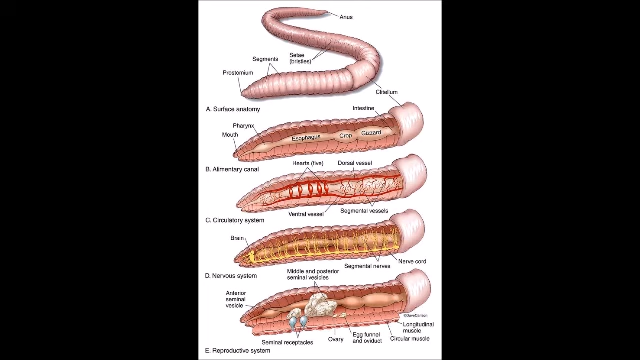 Anus
Setae
(bristles)
Segments
Prostomium
Clitellum
A. Surface anatomy
Intestine
Pharynx
Mouth
Esophagus
Crop
Gizzard
B. Alimentary canal
Hearts (five)
Dorsal vessel
Ventral vessel
Segmental vessels
C. Circulatory system
Brain
Segmental nerves
Nerve cord
D. Nervous system
Middle and posterior
seminal vesicles
Anterior
seminal
vesicle
Longitudinal
muscle
Seminal receptacles
Ovary
Egg funnel
and oviduct
Circular muscle
E. Reproductive system